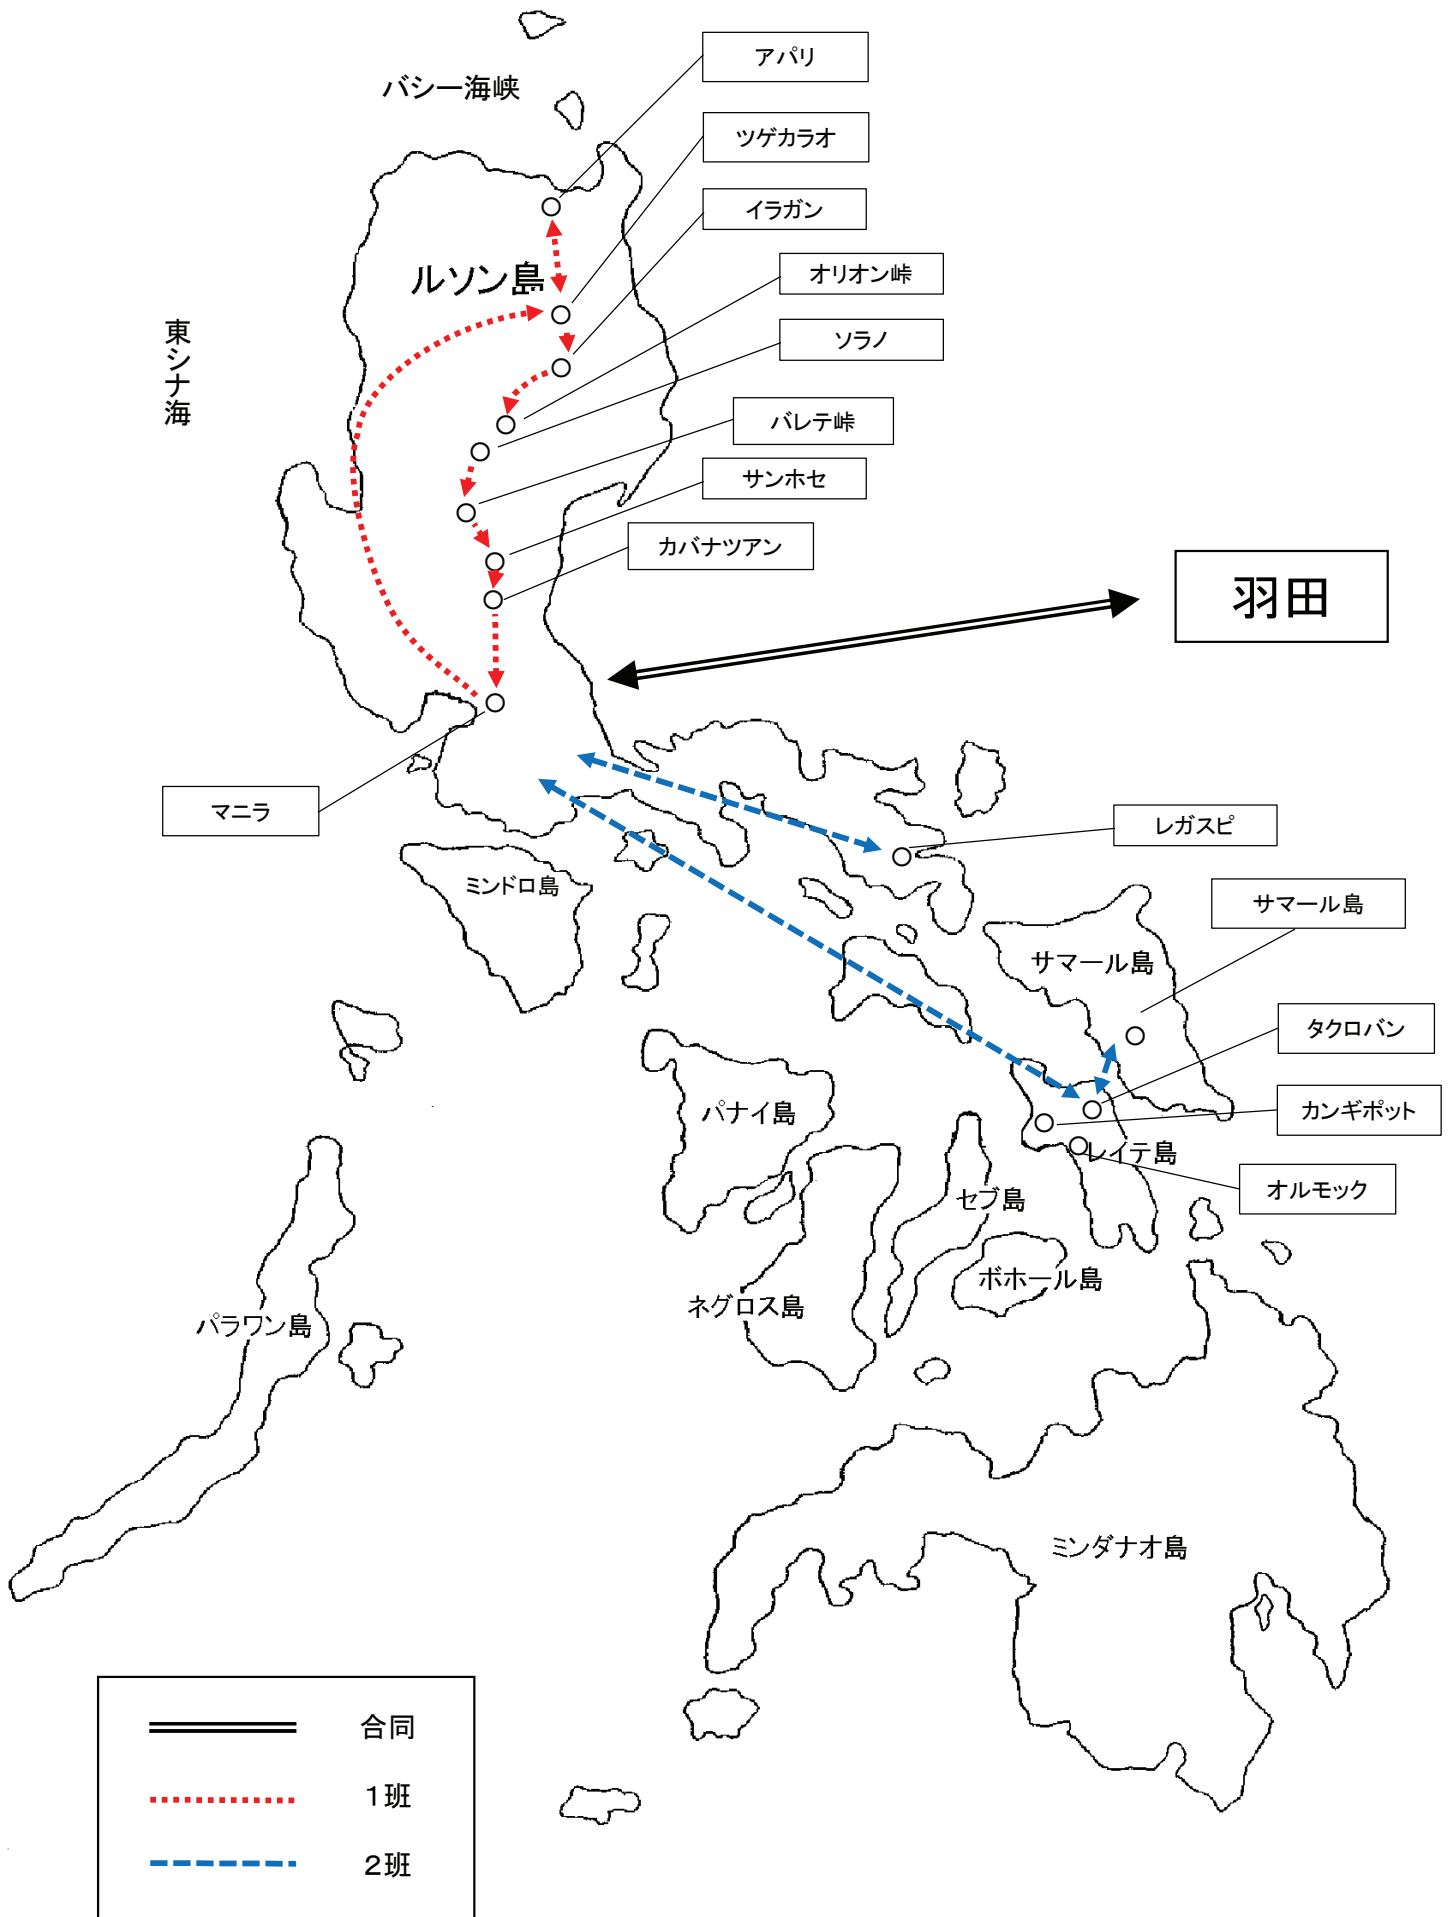 アパリ
バシー海峡
ツゲカラオ
イラガン
ルソン島
オリオン峠
ソラノ
東シナ海
バレテ峠
サンホセ
カバナツアン
羽田
マニラ
レガスピ
ミンドロ島
サマール島
サマール島
タクロバン
パナイ島
カンギポット
レイテ島
オルモック
セブ島
ボホール島
ネグロス島
パラワン島
ミンダナオ島
合同
1班
2班